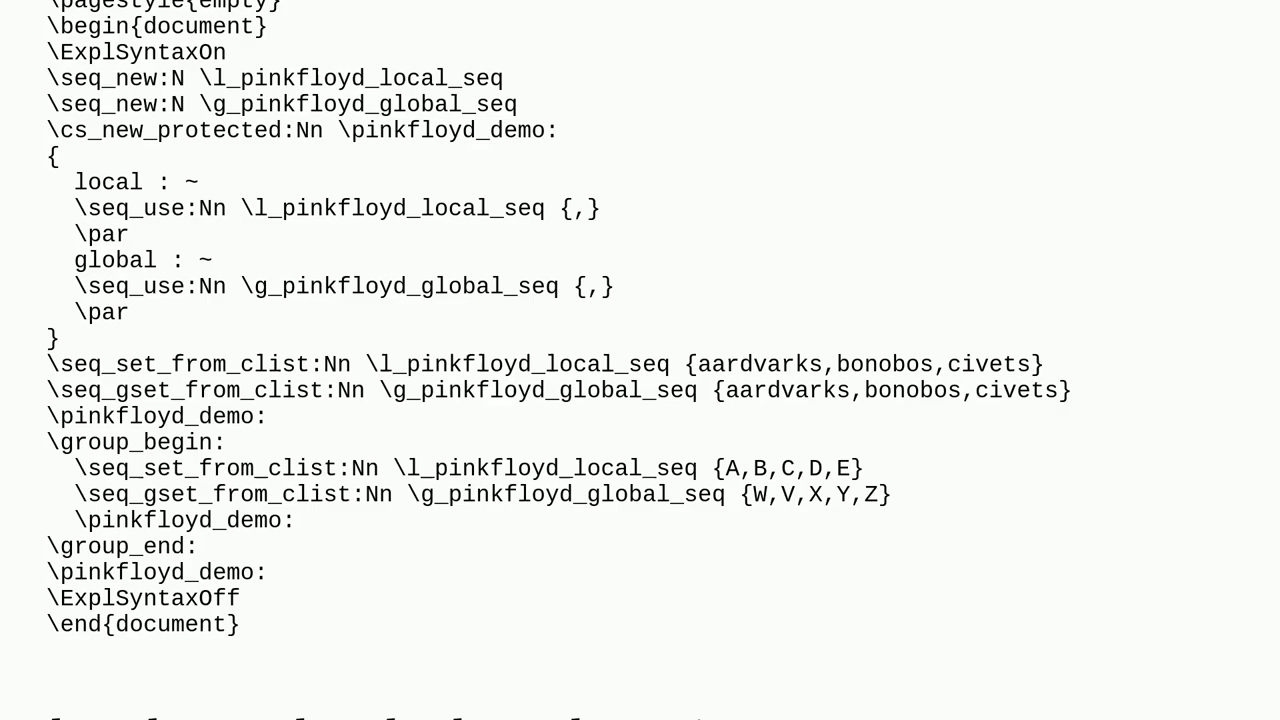 \pagestyle{empty}
\begin{document}
\ExplSyntaxOn
\seq_new:N \l_pinkfloyd_local_seq
\seq_new:N \g_pinkfloyd_global_seq
\cs_new_protected:Nn \pinkfloyd_demo:
{
  local : ~
  \seq_use:Nn \l_pinkfloyd_local_seq {,}
  \par
  global : ~
  \seq_use:Nn \g_pinkfloyd_global_seq {,}
  \par
}
\seq_set_from_clist:Nn \l_pinkfloyd_local_seq {aardvarks,bonobos,civets}
\seq_gset_from_clist:Nn \g_pinkfloyd_global_seq {aardvarks,bonobos,civets}
\pinkfloyd_demo:
\group_begin:
  \seq_set_from_clist:Nn \l_pinkfloyd_local_seq {A,B,C,D,E}
  \seq_gset_from_clist:Nn \g_pinkfloyd_global_seq {W,V,X,Y,Z}
  \pinkfloyd_demo:
\group_end:
\pinkfloyd_demo:
\ExplSyntaxOff
\end{document}